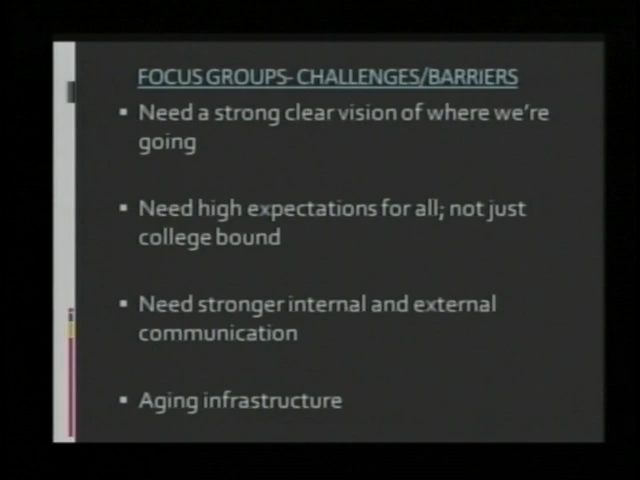 FOCUS GROUPS- CHALLENGES/BARRIERS
▪ Need a strong clear vision of where we're
going
▪ Need high expectations for all; not just
college bound
▪ Need stronger internal and external
communication
▪ Aging infrastructure